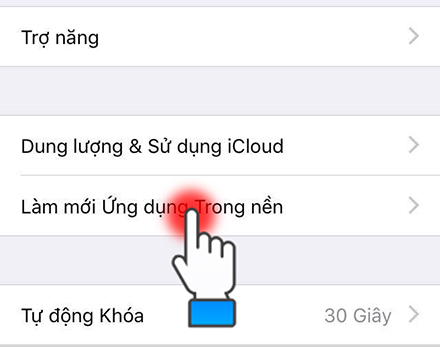 Trợ năng
Dung lượng & Sử dụng iCloud
Làm mới Ứng dụng Trong nền
Tự động Khóa 30 Giây